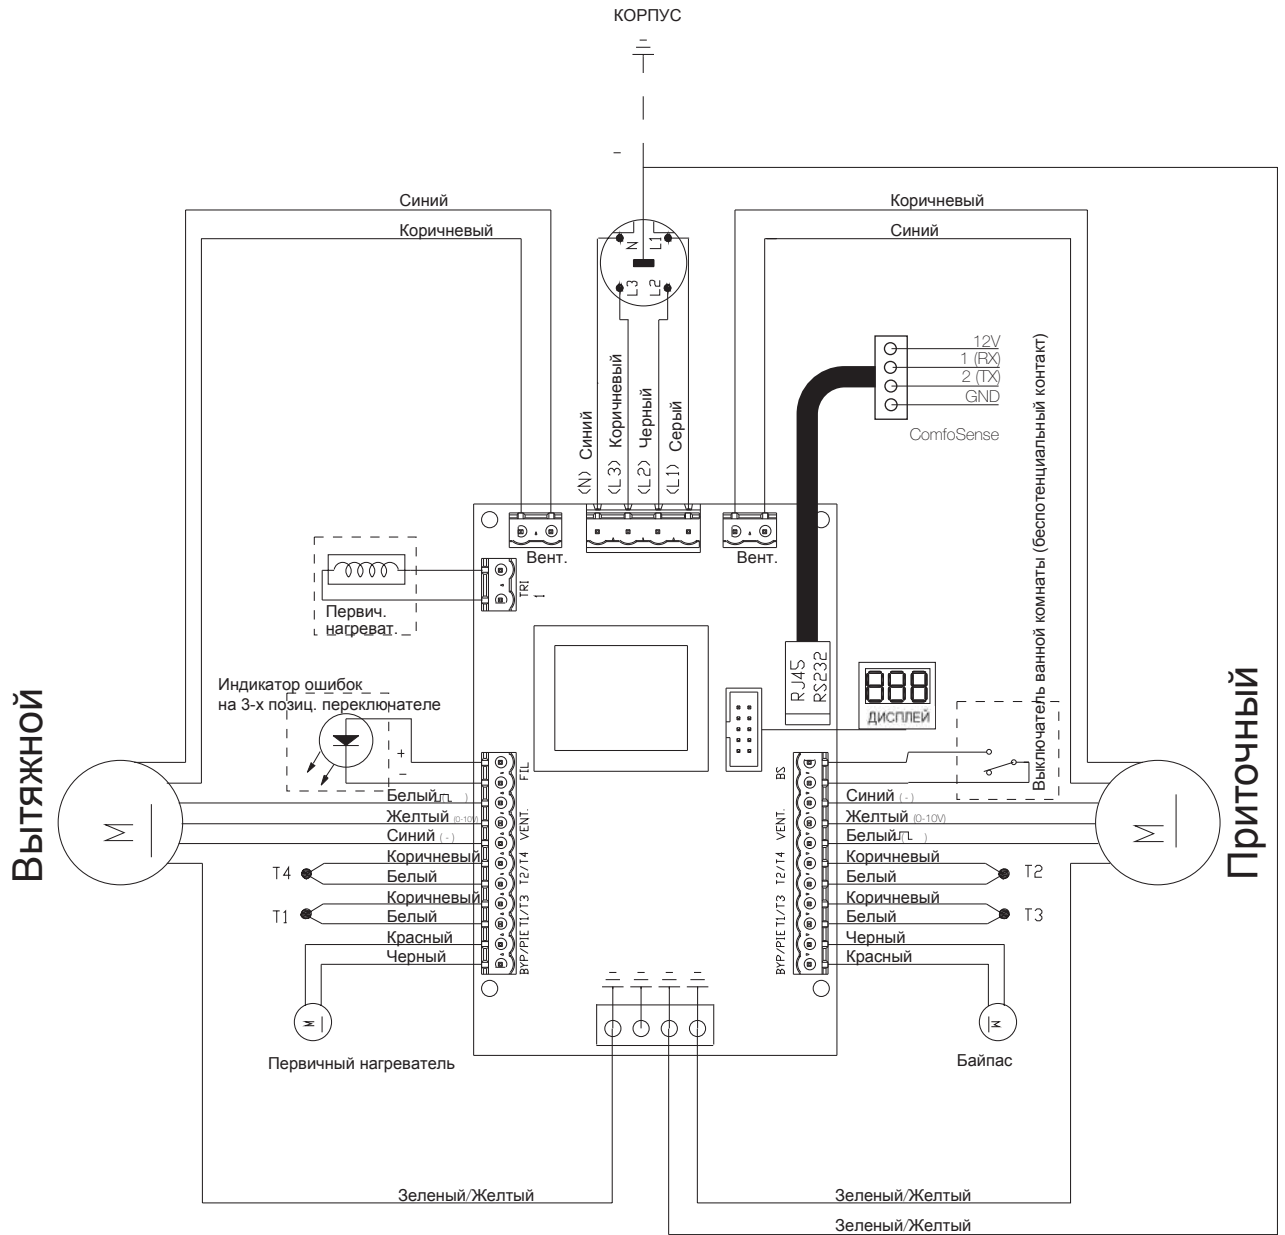 КОРПУС
Синий
Коричневый
Коричневый
Синий
N
L1
L3
L2
(N) Синий
(L3) Коричневый
(L2) Черный
(L1) Серый
12V
1 (RX)
2 (TX)
GND
ComfoSense
Вент.
Вент.
TRI
1
Первич.
нагреват.
RJ45
RS232
ДИСПЛЕЙ
Выключатель ванной комнаты (беспотенциальный контакт)
Индикатор ошибок
на 3-х позиц. переключателе
+
-
Вытяжной
M
Приточный
M
FIL
VENT.
T2/T4
T1/T3
BYP/PIE
BS
VENT.
T2/T4
T1/T3
BYP/PIE
Белый )
Желтый (0-10V)
Синий (-)
Коричневый
T4
Белый
Коричневый
T1
Белый
Красный
Черный
Синий (-)
Желтый (0-10V)
Белый )
Коричневый
T2
Белый
Коричневый
T3
Белый
Черный
Красный
M
M
Первичный нагреватель
Байпас
Зеленый/Желтый
Зеленый/Желтый
Зеленый/Желтый